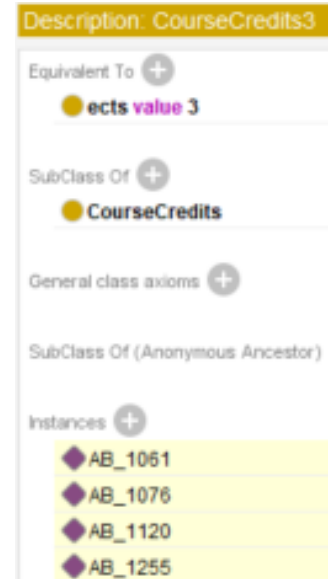 Description: CourseCredits3
Equivalent To
ects value 3
SubClass Of
CourseCredits
General class axioms
SubClass Of (Anonymous Ancestor)
Instances
AB_1061
AB_1076
AB_1120
AB_1255